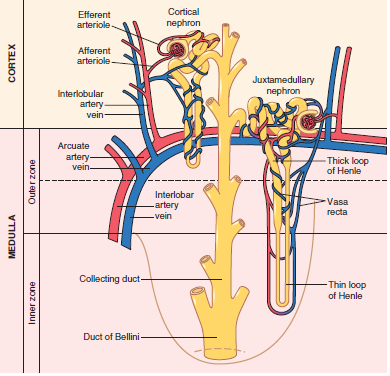 Efferent
arteriole
Cortical
nephron
Afferent
arteriole
CORTEX
Juxtamedullary
nephron
Interlobular
artery
vein
Arcuate
artery
vein
Thick loop
of Henle
Outer zone
Interlobar
artery
vein
Vasa
recta
MEDULLA
Collecting duct
Thin loop
of Henle
Inner zone
Duct of Bellini